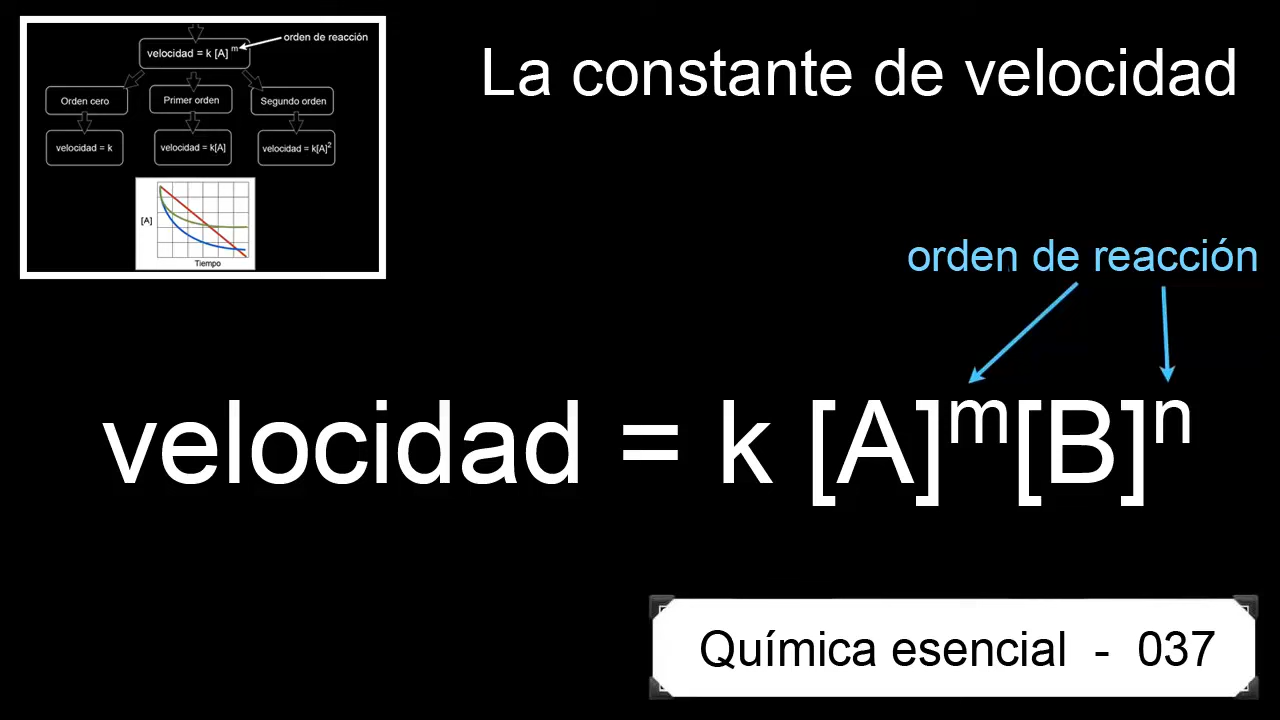 orden de reacción
velocidad = k [A]^m
Orden cero
Primer orden
Segundo orden
velocidad = k
velocidad = k[A]
velocidad = k[A]²
[A]
Tiempo
La constante de velocidad
orden de reacción
velocidad = k [A]^m[B]^n
Química esencial - 037